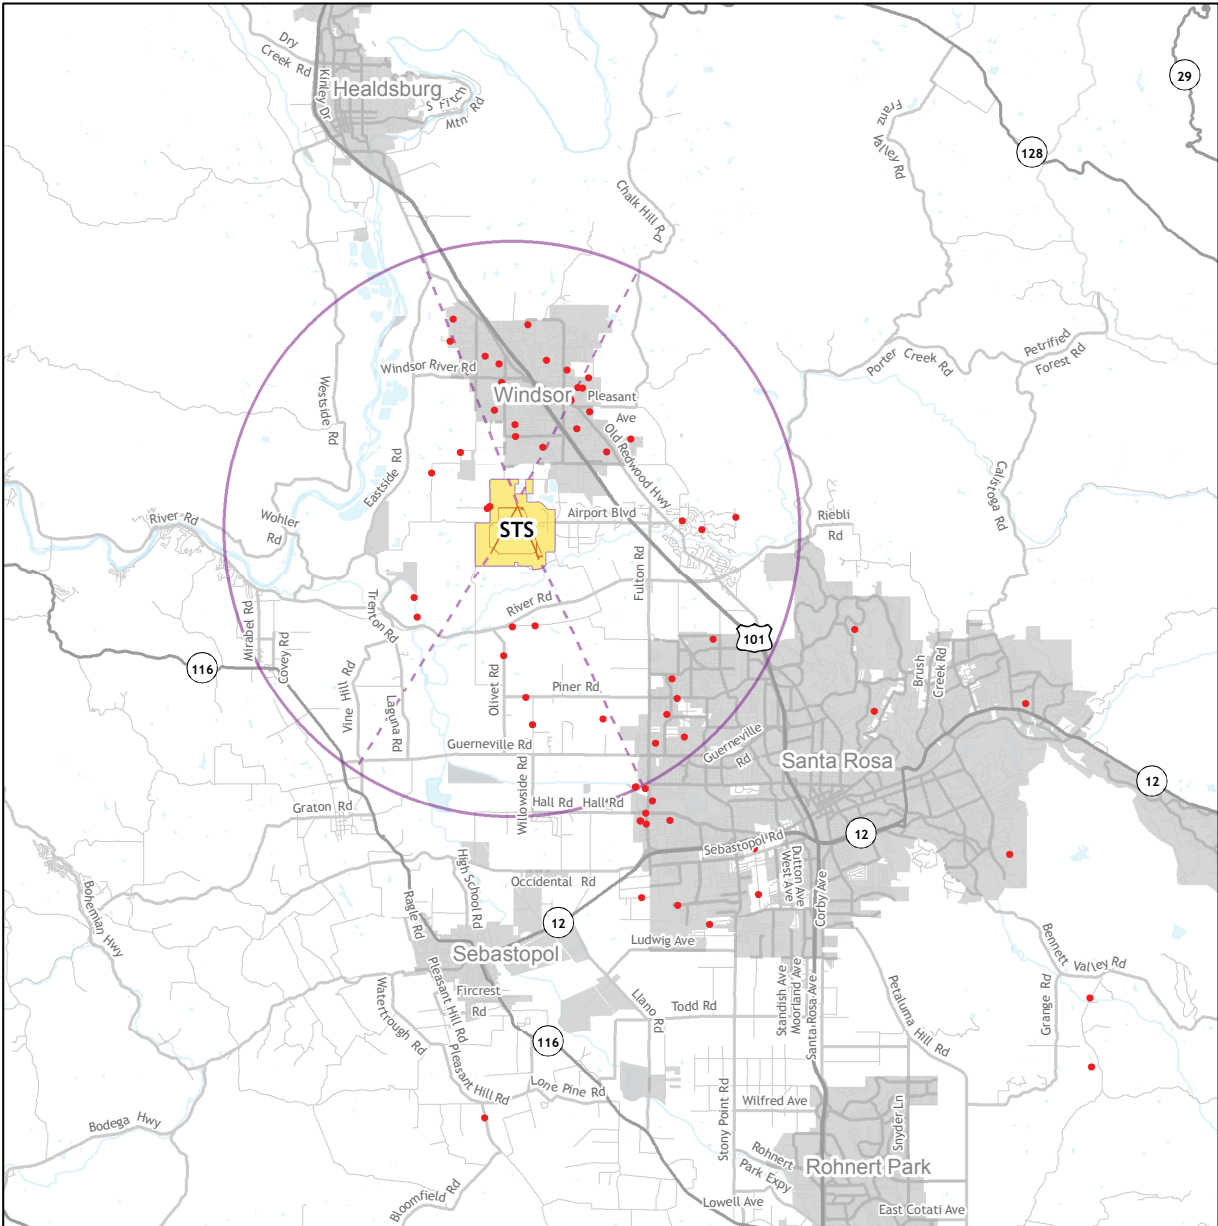 Dry
Creek Rd
Kinley Dr
Healdsburg
S Fitch
Mtn Rd
29
128
Franz
Valley Rd
Chalk Hill Rd
Petrified
Forest Rd
Porter Creek Rd
Windsor River Rd
Windsor
Pleasant
Ave
Westside Rd
Eastside Rd
Old Redwood Hwy
Calistoga Rd
River Rd
Wohler
Rd
Airport Blvd
STS
Riebli
Rd
Fulton Rd
River Rd
Trenton Rd
Mirabel Rd
Covey Rd
116
101
Brush
Creek Rd
Vine Hill Rd
Laguna Rd
Olivet Rd
Piner Rd
Guerneville Rd
Guerneville
Rd
Santa Rosa
12
Willowside Rd
Graton Rd
Hall Rd
Hall Rd
12
Sebastopol Rd
Dutton Ave
West Ave
Corby Ave
High School Rd
Occidental Rd
Bohemian Hwy
Ragle Rd
12
Sebastopol
Ludwig Ave
Bennett
Valley Rd
Standish Ave
Moorland Ave
Santa Rosa Ave
Petaluma Hill Rd
Grange Rd
Watertrough Rd
Pleasant Hill Rd
Fircrest
Rd
Llano Rd
Todd Rd
116
Pleasant Hill Rd
Lone Pine Rd
Stony Point Rd
Wilfred Ave
Snyder Ln
Bodega Hwy
Rohnert
Park Expy
Rohnert Park
Bloomfield Rd
Lowell Ave
East Cotati Ave